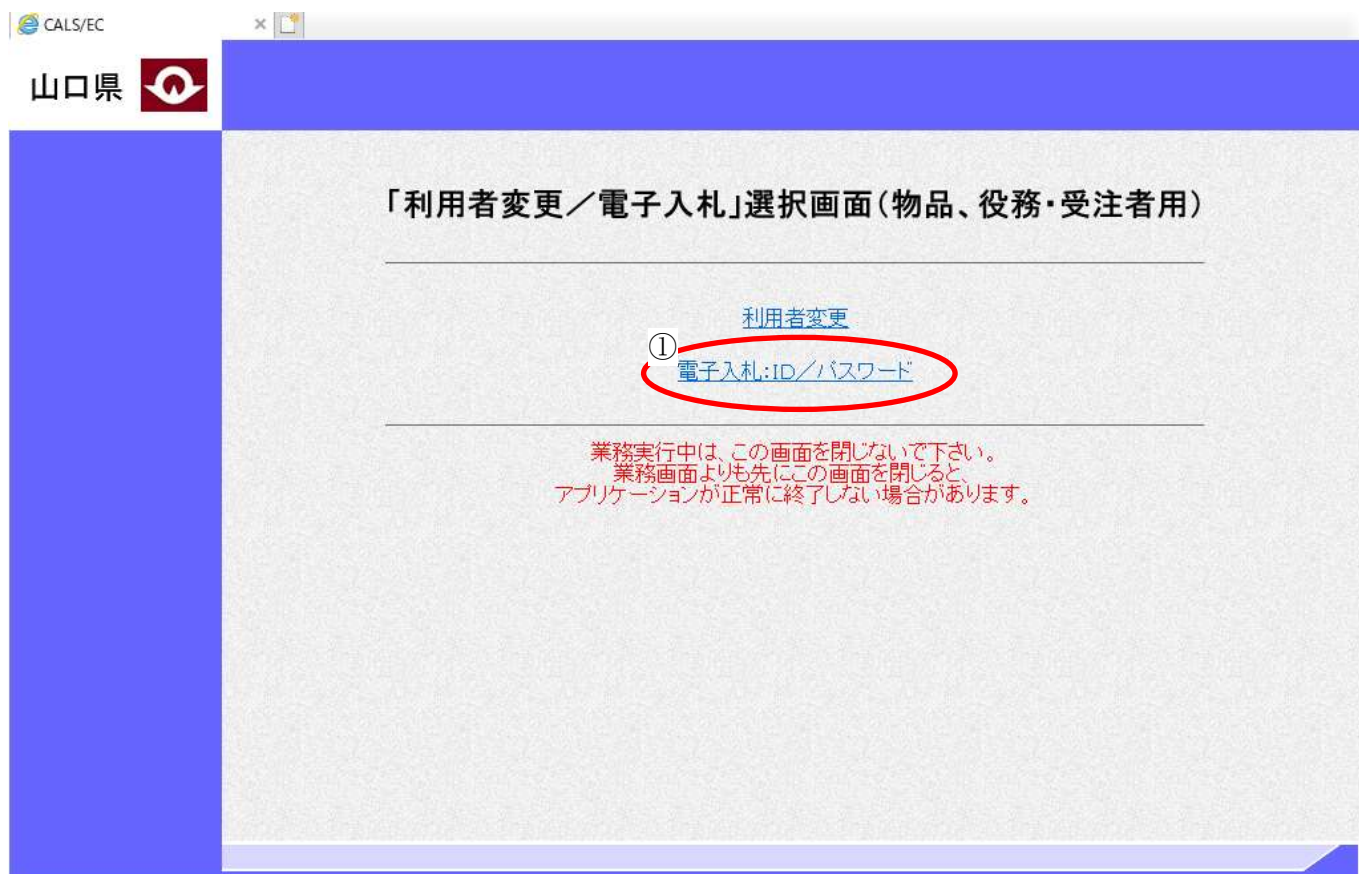 CALS/EC
山口県
「利用者変更／電子入札」選択画面(物品、役務・受注者用)
利用者変更
①
電子入札:ID／パスワード
業務実行中は、この画面を閉じないで下さい。
業務画面よりも先にこの画面を閉じると、
アプリケーションが正常に終了しない場合があります。